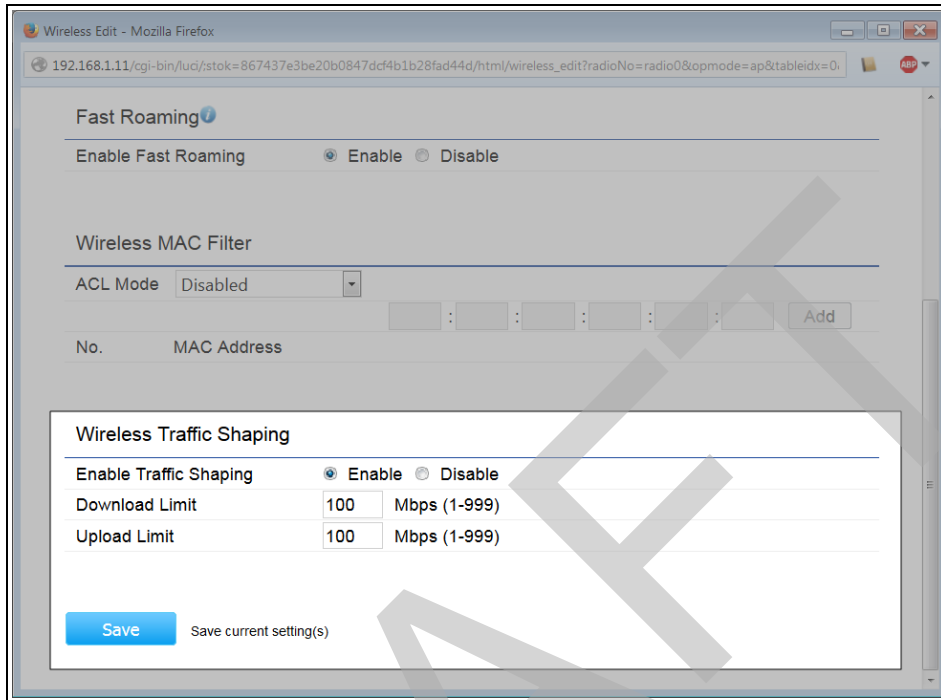 Wireless Edit - Mozilla Firefox
192.168.1.11/cgi-bin/luci/;stok=867437e3be20b0847dcf4b1b28fad44d/html/wireless_edit?radioNo=radio0&opmode=ap&tableidx=0
ABP
Fast Roaming
Enable Fast Roaming Enable Disable
Wireless MAC Filter
ACL Mode Disabled
: : : : : Add
No. MAC Address
Wireless Traffic Shaping
Enable Traffic Shaping Enable Disable
Download Limit 100 Mbps (1-999)
Upload Limit 100 Mbps (1-999)
Save Save current setting(s)